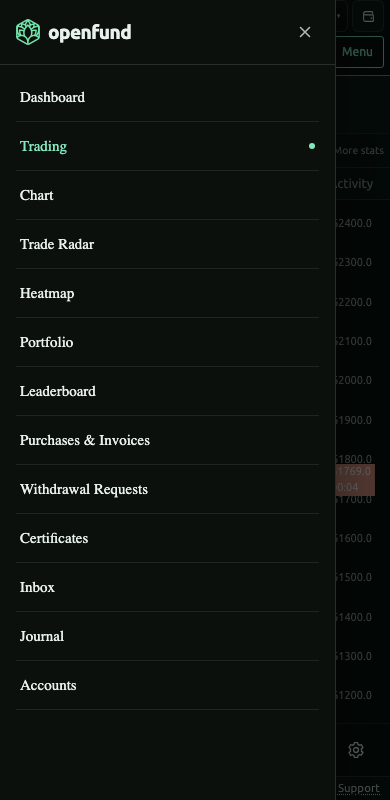 openfund
Menu
Dashboard
Trading
More stats
Chart
Activity
Trade Radar
2400.0
Heatmap
2300.0
2200.0
Portfolio
2100.0
2000.0
Leaderboard
1900.0
Purchases & Invoices
1800.0
1769.0
0:04
Withdrawal Requests
1700.0
Certificates
1600.0
1500.0
Inbox
1400.0
Journal
1300.0
Accounts
1200.0
Support